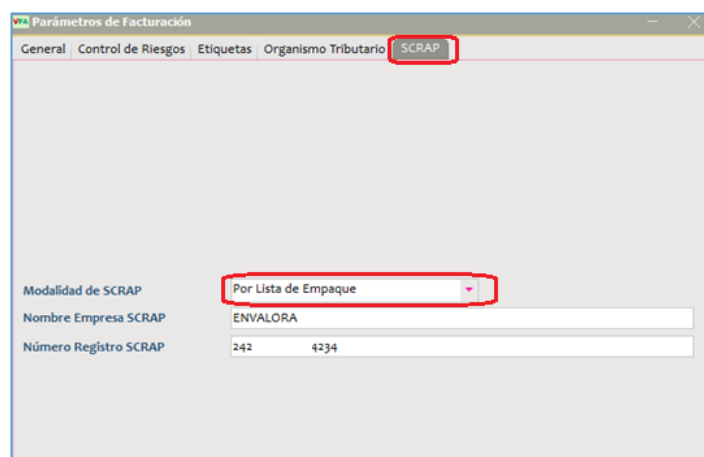 VFA Parámetros de Facturación
General Control de Riesgos Etiquetas Organismo Tributario SCRAP
Modalidad de SCRAP Por Lista de Empaque
Nombre Empresa SCRAP ENVALORA
Número Registro SCRAP 242 4234